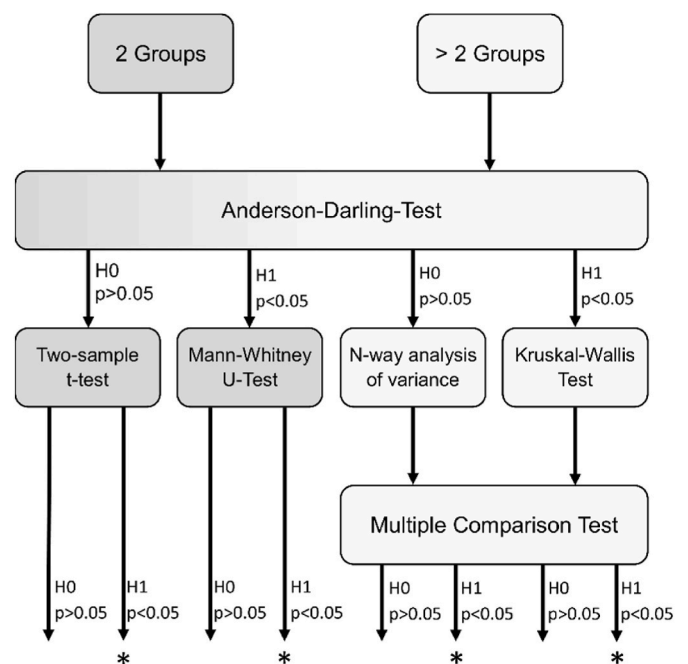 2 Groups
> 2 Groups
Anderson-Darling-Test
H0
p>0.05
H1
p<0.05
H0
p>0.05
H1
p<0.05
Two-sample
t-test
Mann-Whitney
U-Test
N-way analysis
of variance
Kruskal-Wallis
Test
Multiple Comparison Test
H0
p>0.05
H1
p<0.05
H0
p>0.05
H1
p<0.05
H0
p>0.05
H1
p<0.05
H0
p>0.05
H1
p<0.05
*
*
*
*